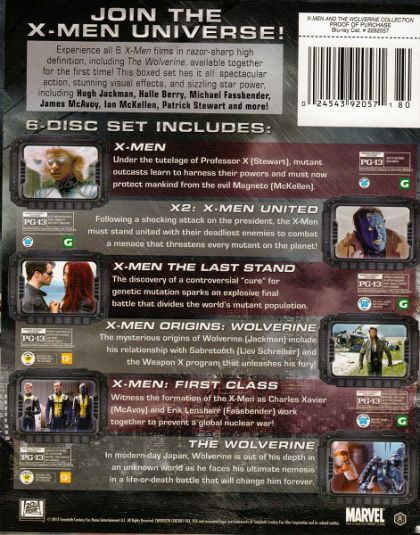 JOIN THE
X-MEN UNIVERSE!
Experience all 6 X-Men films in razor-sharp high
definition, including The Wolverine, available together
for the first time! This boxed set has it all: spectacular
action, stunning visual effects, and sizzling star power,
including Hugh Jackman, Halle Berry, Michael Fassbender,
James McAvoy, Ian McKellen, Patrick Stewart and more!
X-MEN AND THE WOLVERINE COLLECTION
PROOF OF PURCHASE
Blu-ray Cat. # 2292057
0 24543 92057 180
6-DISC SET INCLUDES:
X-MEN
Under the tutelage of Professor X (Stewart), mutant
outcasts learn to harness their powers and must now
protect mankind from the evil Magneto (McKellen).
PG-13
G
X2: X-MEN UNITED
Following a shocking attack on the president, the X-Men
must stand united with their deadliest enemies to combat
a menace that threatens every mutant on the planet!
PG-13
G
X-MEN THE LAST STAND
The discovery of a controversial "cure" for
genetic mutation sparks an explosive final
battle that divides the world's mutant population.
PG-13
G
X-MEN ORIGINS: WOLVERINE
The mysterious origins of Wolverine (Jackman) include
his relationship with Sabretooth (Liev Schreiber) and
the Weapon X program that unleashes his fury!
PG-13
13
X-MEN: FIRST CLASS
Witness the formation of the X-Men as Charles Xavier
(McAvoy) and Erik Lensherr (Fassbender) work
together to prevent a global nuclear war!
PG-13
13
THE WOLVERINE
In modern-day Japan, Wolverine is out of his depth in
an unknown world as he faces his ultimate nemesis
in a life-or-death battle that will change him forever.
PG-13
FOX
MARVEL
A